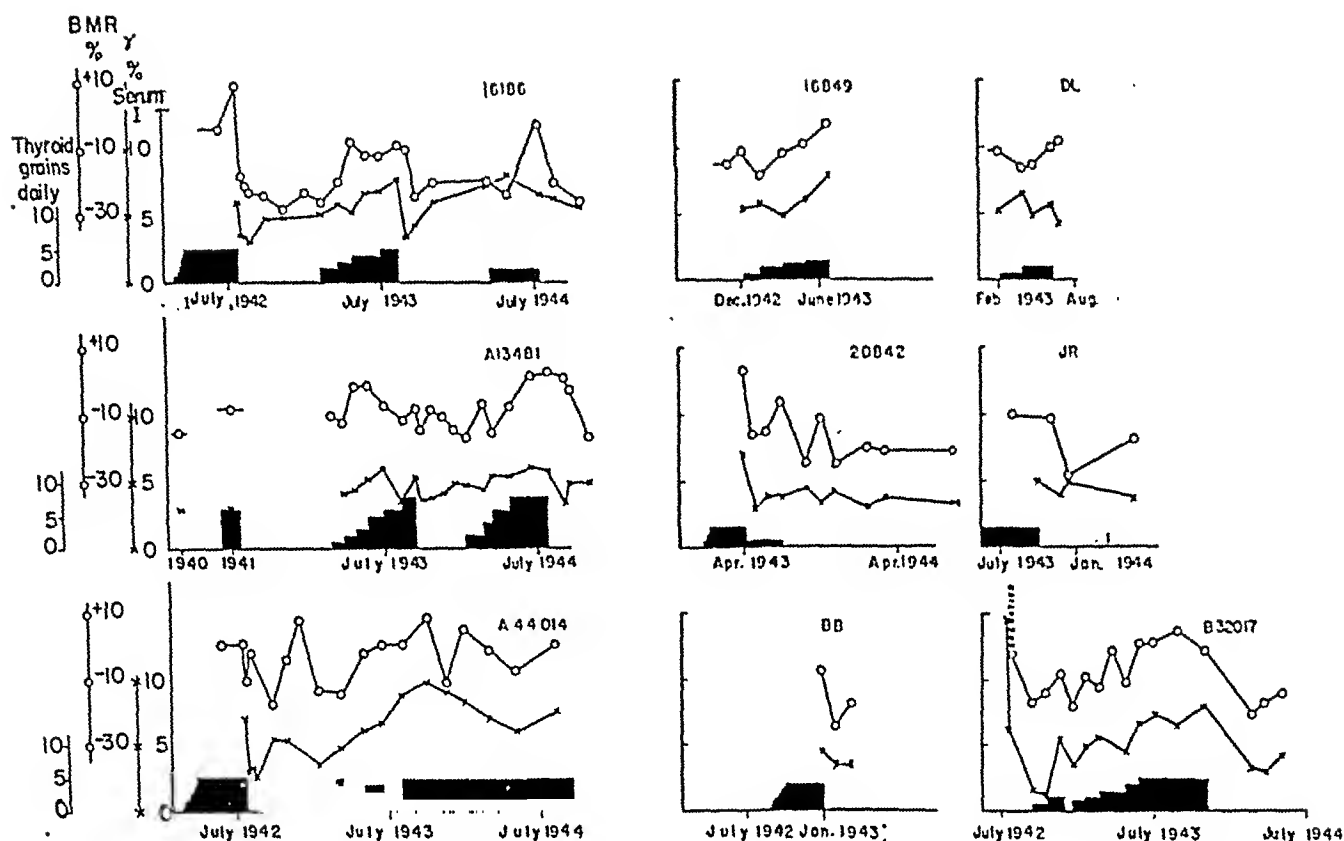 BMR γ
% %
+10 Serum 16186 16849 DL
Thyroid grains daily
-10 10
10 -30 5
5
0 0
July 1942 July 1943 July 1944 Dec. 1942 June 1943 Feb 1943 Aug.
+10 A13481 20842 JR
-10 10
10 -30 5
5
0 0
1940 1941 July 1943 July 1944 Apr. 1943 Apr. 1944 July 1943 Jan. 1944
+10 A 44014 BB B32017
-10 10
10 -30 5
5
0 0
July 1942 July 1943 July 1944 July 1942 Jan. 1943 July 1942 July 1943 July 1944